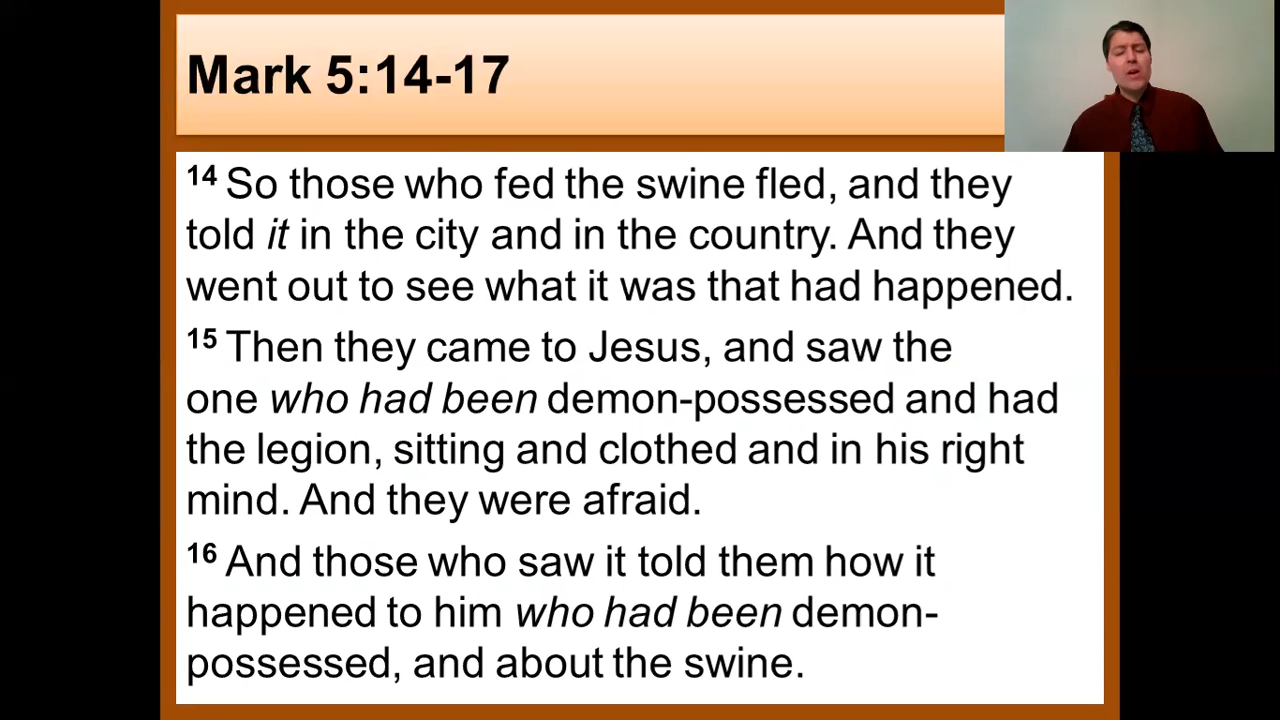 Mark 5:14-17
14 So those who fed the swine fled, and they
told it in the city and in the country. And they
went out to see what it was that had happened.
15 Then they came to Jesus, and saw the
one who had been demon-possessed and had
the legion, sitting and clothed and in his right
mind. And they were afraid.
16 And those who saw it told them how it
happened to him who had been demon-
possessed, and about the swine.